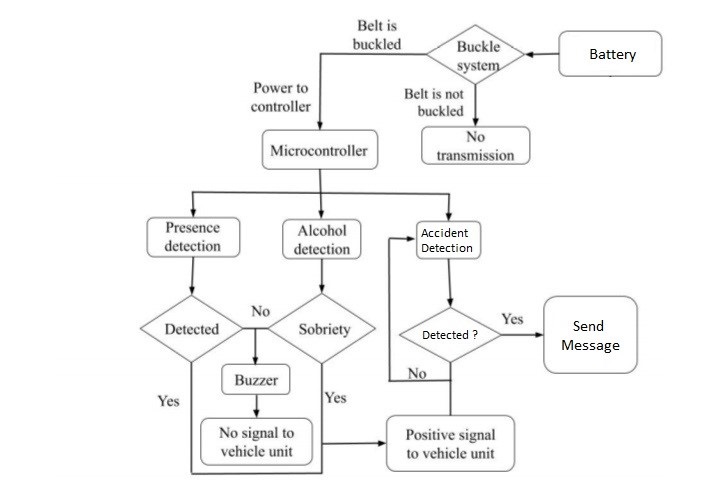 Belt is
buckled
Buckle
system
Battery
Power to
controller
Belt is not
buckled
No
transmission
Microcontroller
Presence
detection
Alcohol
detection
Accident
Detection
Detected
No
Sobriety
Detected ?
Yes
Send
Message
Buzzer
No
Yes
Yes
No signal to
vehicle unit
Positive signal
to vehicle unit